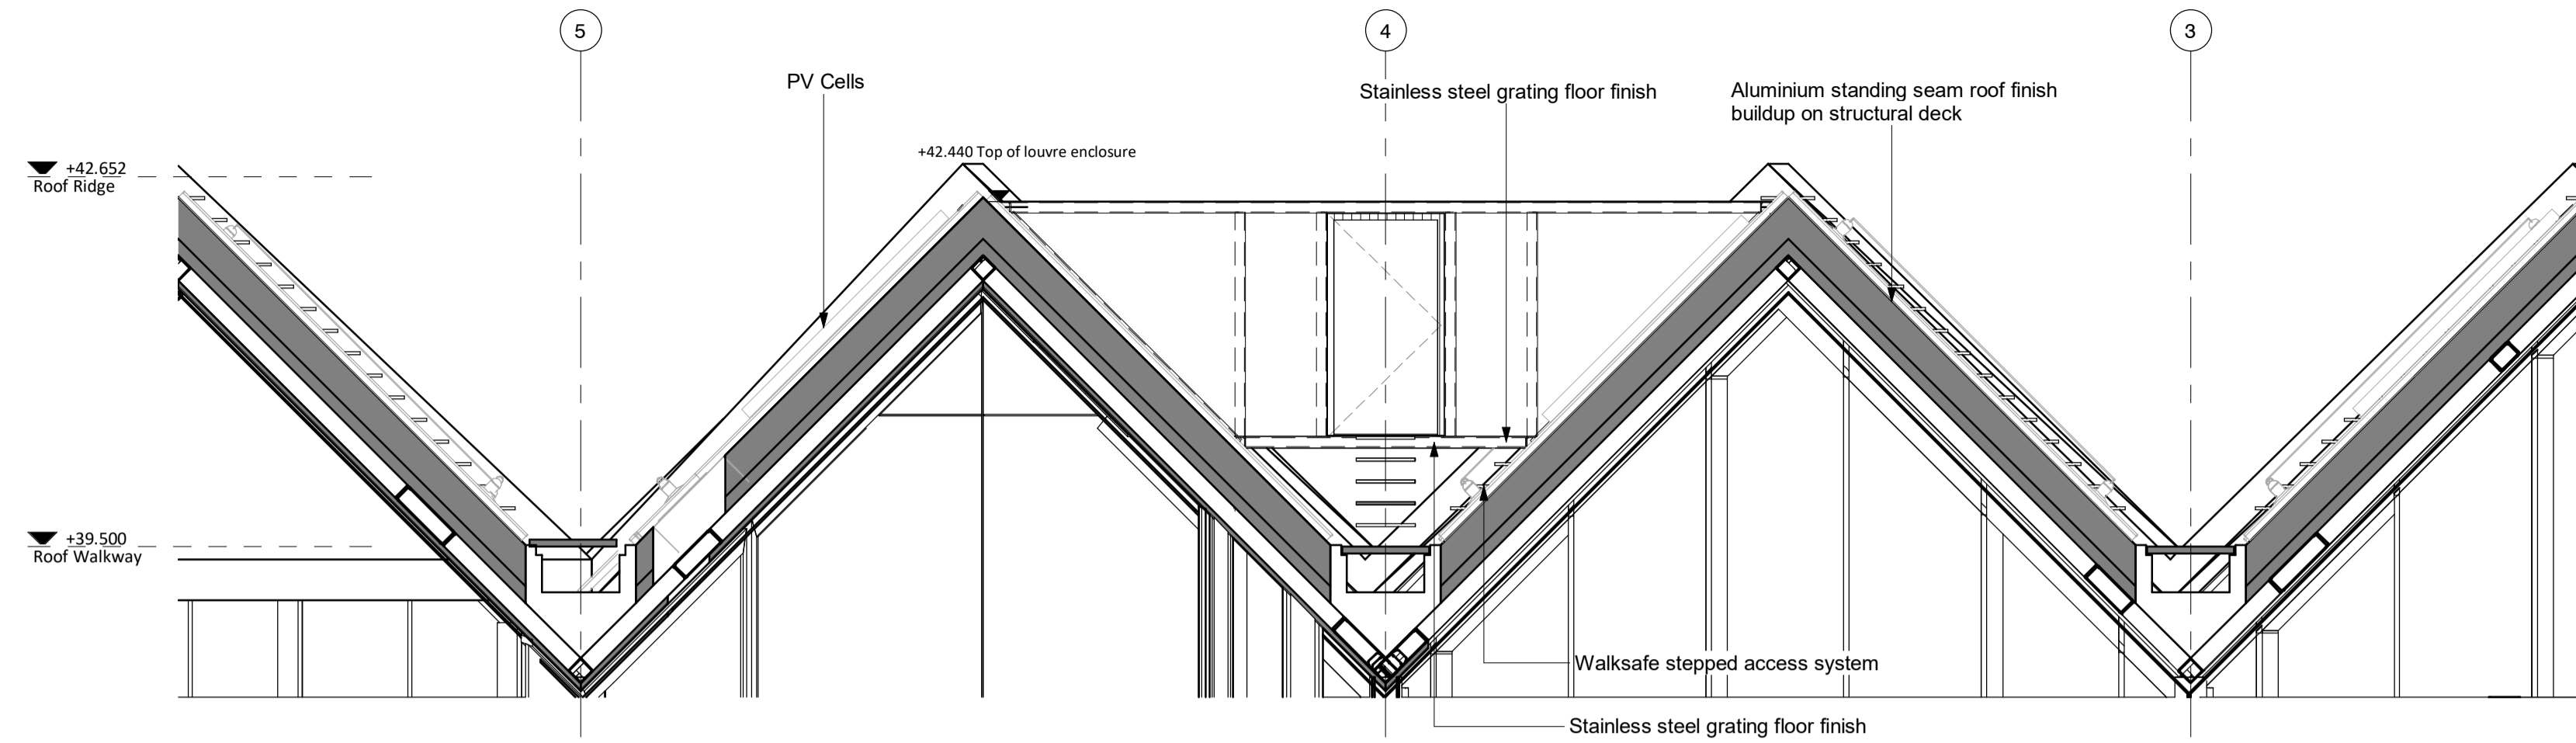 5
4
3
PV Cells
Stainless steel grating floor finish
Aluminium standing seam roof finish
buildup on structural deck
+42.440 Top of louvre enclosure
+42.652
Roof Ridge
+39.500
Roof Walkway
Walksafe stepped access system
Stainless steel grating floor finish